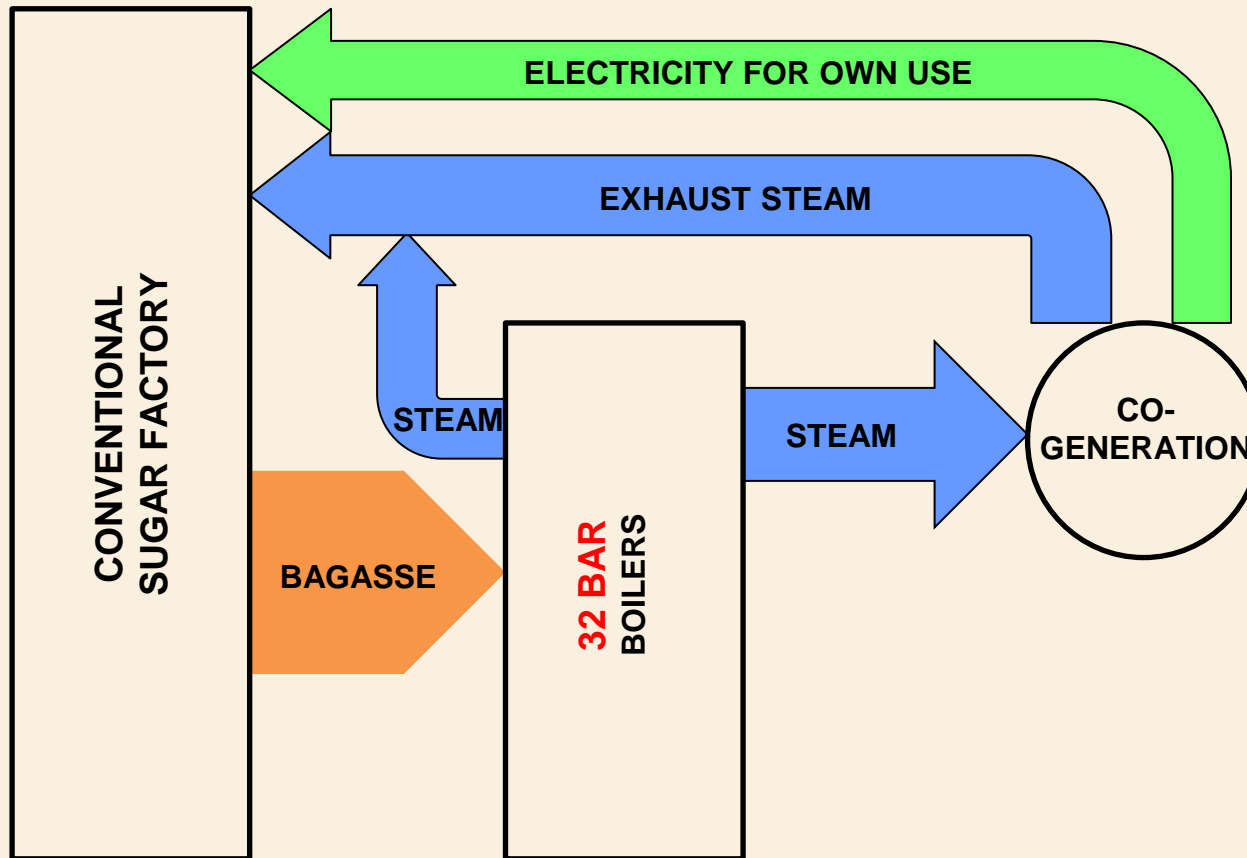 ELECTRICITY FOR OWN USE
EXHAUST STEAM
CONVENTIONAL
SUGAR FACTORY
STEAM
STEAM
CO-
GENERATION
BAGASSE
32 BAR
BOILERS